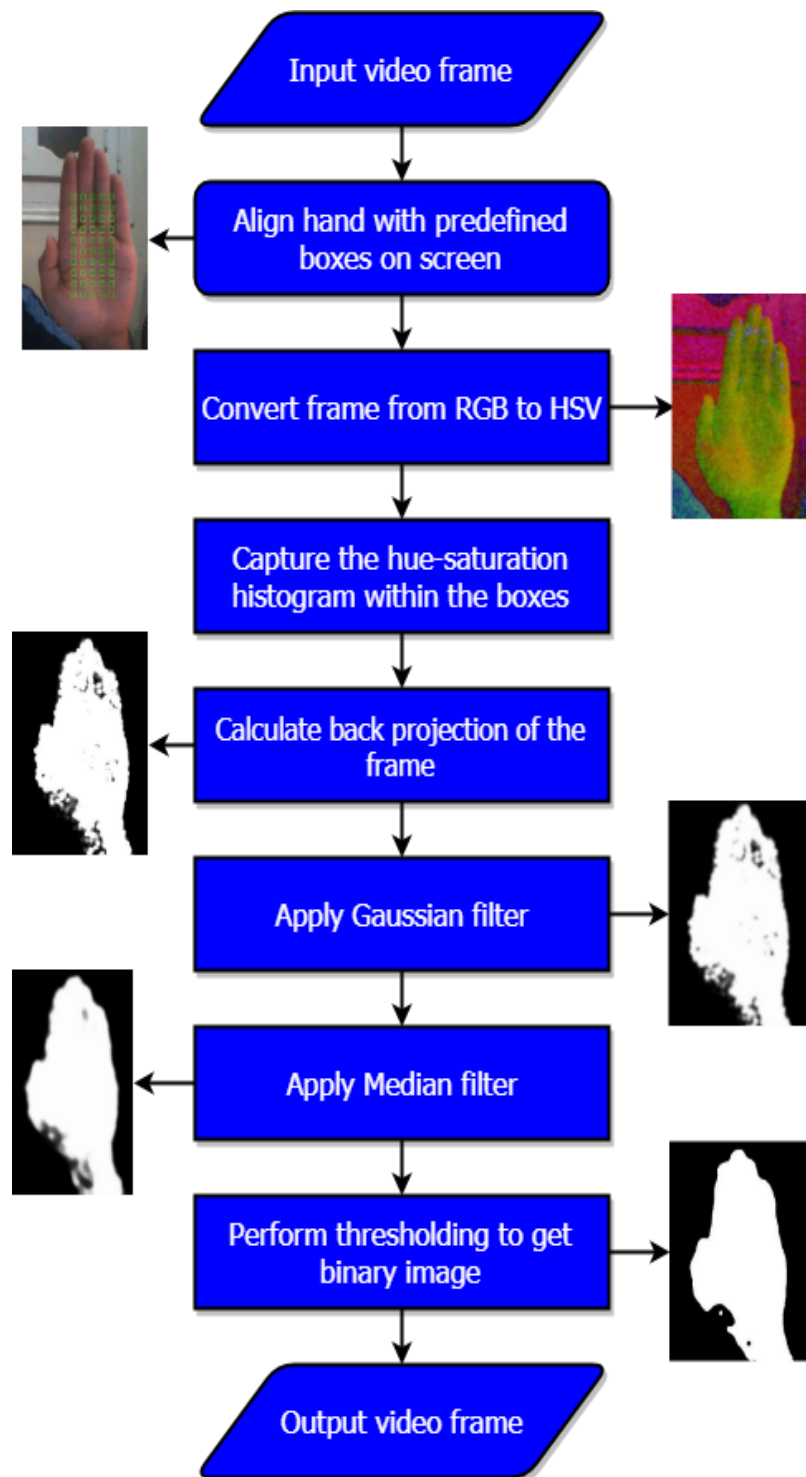 Input video frame
Align hand with predefined
boxes on screen
Convert frame from RGB to HSV
Capture the hue-saturation
histogram within the boxes
Calculate back projection of the
frame
Apply Gaussian filter
Apply Median filter
Perform thresholding to get
binary image
Output video frame